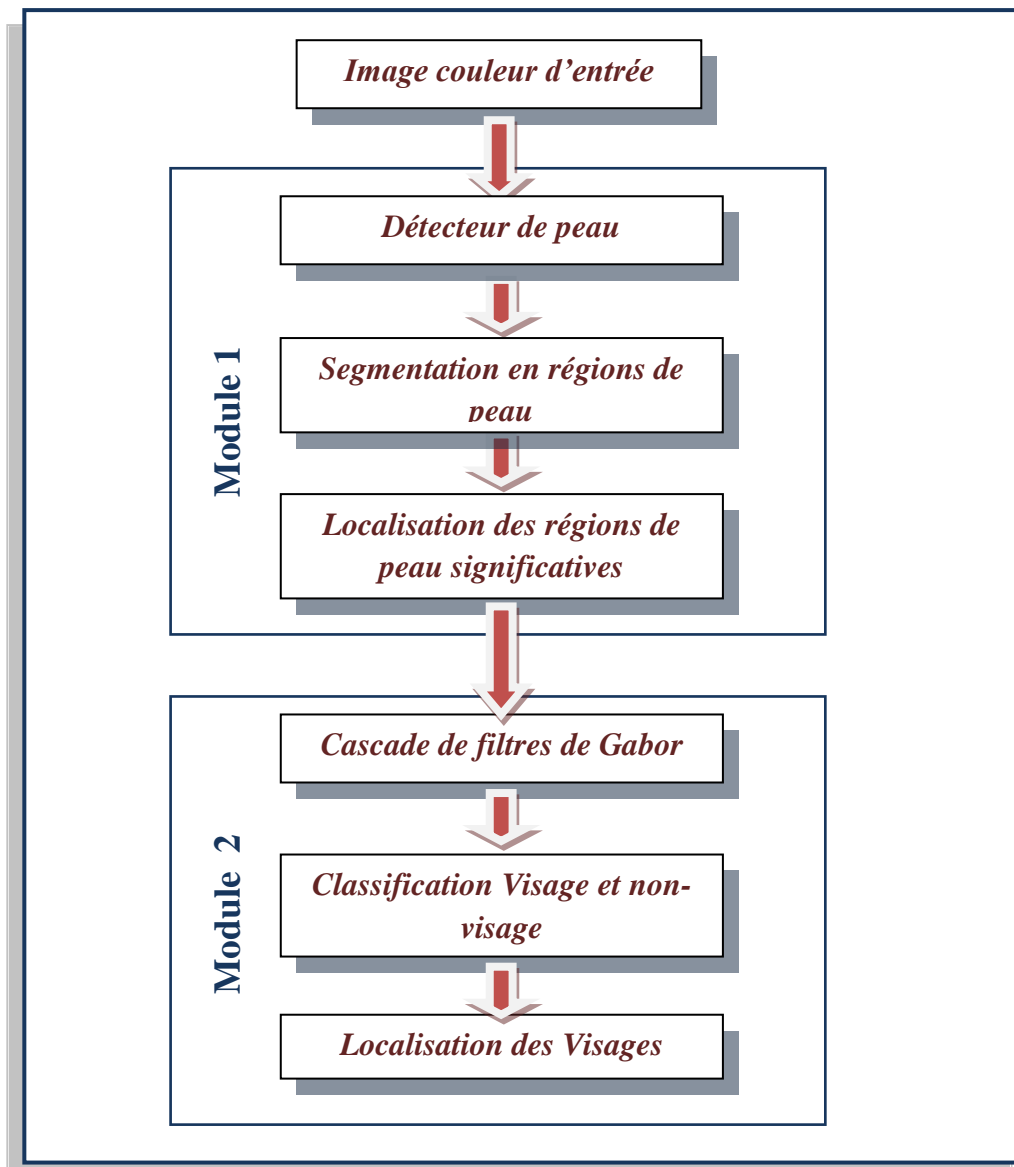 Image couleur d'entrée
Module 1
Détecteur de peau
Segmentation en régions de
peau
Localisation des régions de
peau significatives
Module 2
Cascade de filtres de Gabor
Classification Visage et non-
visage
Localisation des Visages